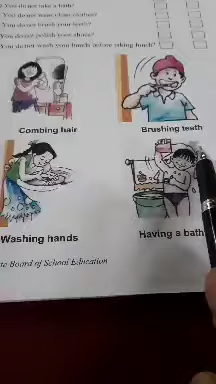 You do not take a bath?
You do not wear clean clothes?
You do not brush your teeth?
You do not polish your shoes?
You do not wash your hands before taking lunch?
Combing hair
Brushing teeth
Washing hands
Having a bath
te Board of School Education